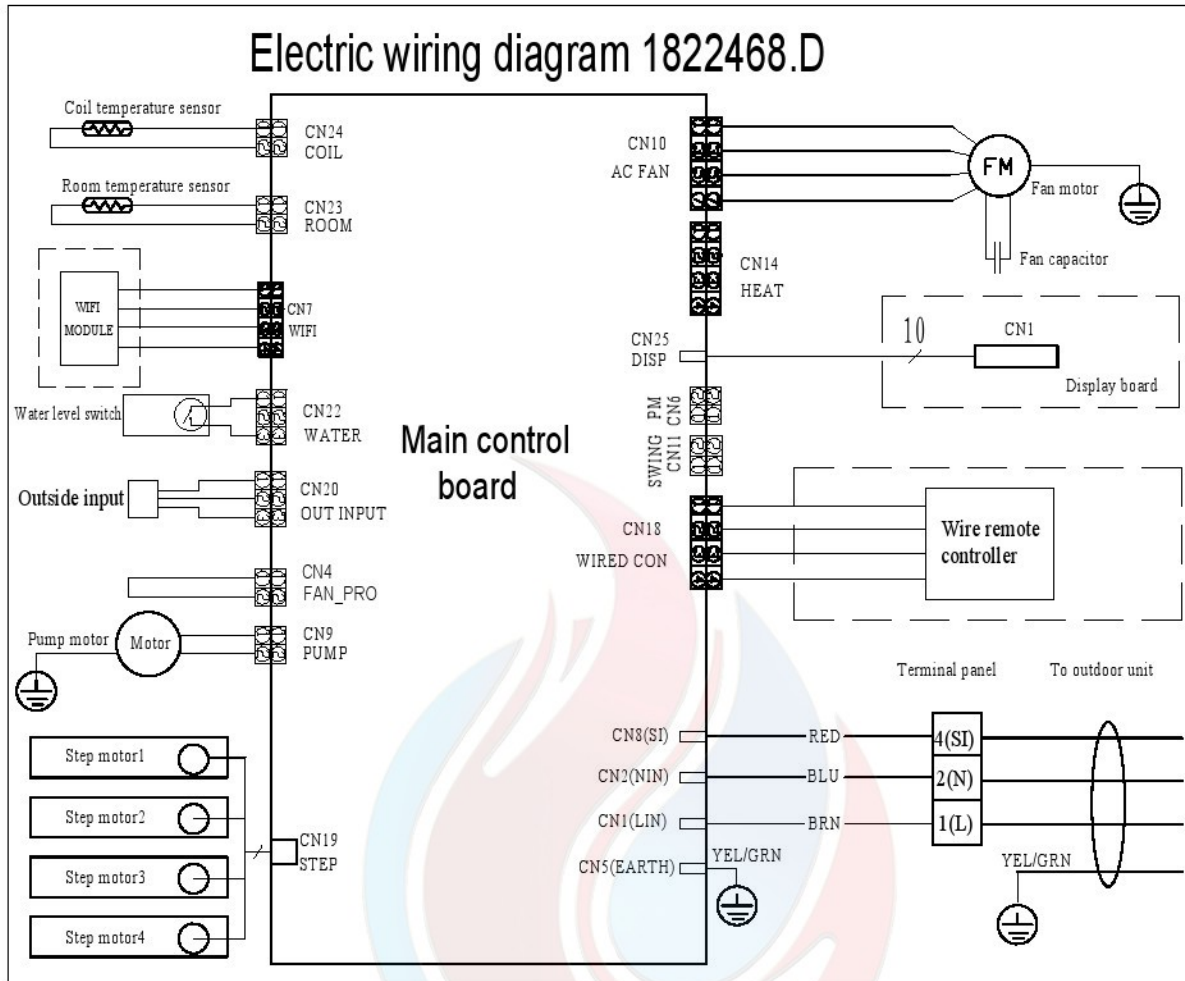 Electric wiring diagram 1822468.D
Coil temperature sensor
CN24
COIL
Room temperature sensor
CN23
ROOM
WIFI
MODULE
CN7
WIFI
Water level switch
CN22
WATER
Outside input
CN20
OUT INPUT
CN4
FAN_PRO
Pump motor
Motor
CN9
PUMP
Step motor1
Step motor2
Step motor3
Step motor4
CN19
STEP
Main control
board
CN10
AC FAN
FM
Fan motor
Fan capacitor
CN14
HEAT
CN25
DISP
10
CN1
Display board
PM
CN6
SWING
CN11
CN18
WIRED CON
Wire remote
controller
Terminal panel
To outdoor unit
CN8(SI)
RED
4(SI)
CN2(NIN)
BLU
2(N)
CN1(LIN)
BRN
1(L)
CN5(EARTH)
YEL/GRN
YEL/GRN